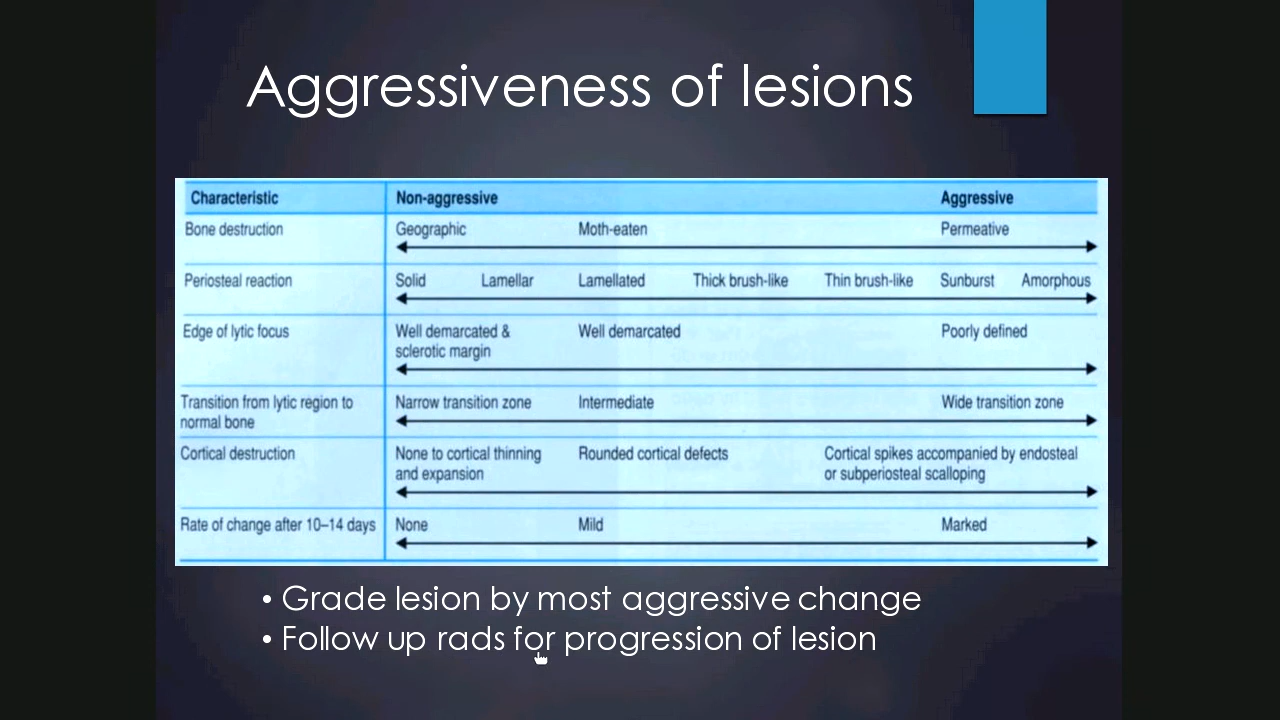 Aggressiveness of lesions
Characteristic Non-aggressive Aggressive
Bone destruction Geographic Moth-eaten Permeative
Periosteal reaction Solid Lamellar Lamellated Thick brush-like Thin brush-like Sunburst Amorphous
Edge of lytic focus Well demarcated & Well demarcated Poorly defined
sclerotic margin
Transition from lytic region to Narrow transition zone Intermediate Wide transition zone
normal bone
Cortical destruction None to cortical thinning Rounded cortical defects Cortical spikes accompanied by endosteal
and expansion or subperiosteal scalloping
Rate of change after 10–14 days None Mild Marked
• Grade lesion by most aggressive change
• Follow up rads for progression of lesion